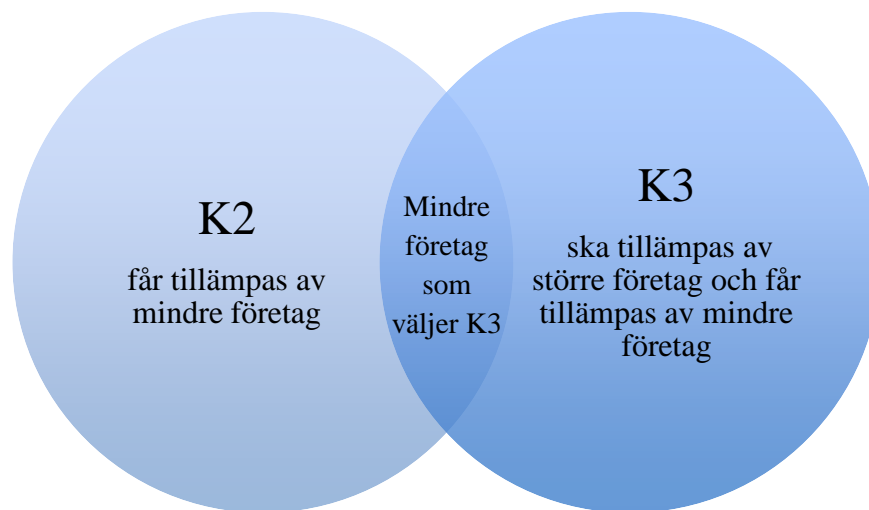 K2
får tillämpas av
mindre företag
Mindre
företag
som
väljer K3
K3
ska tillämpas av
större företag och får
tillämpas av mindre
företag